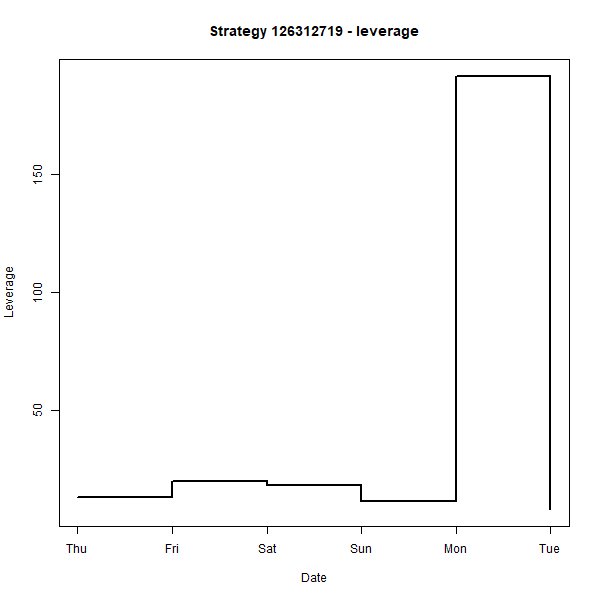 Strategy 126312719 - leverage
Leverage
150
100
50
Thu Fri Sat Sun Mon Tue
Date